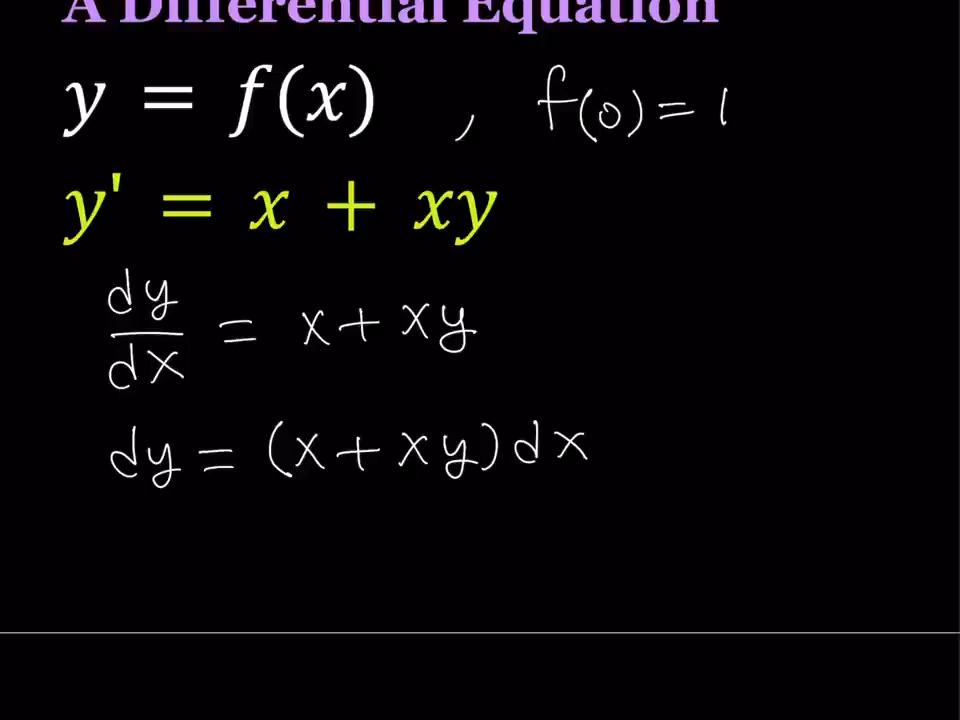 A Differential Equation
y = f(x) , f(0) = 1
y' = x + xy
dy/dx = x + xy
dy = (x + xy) dx